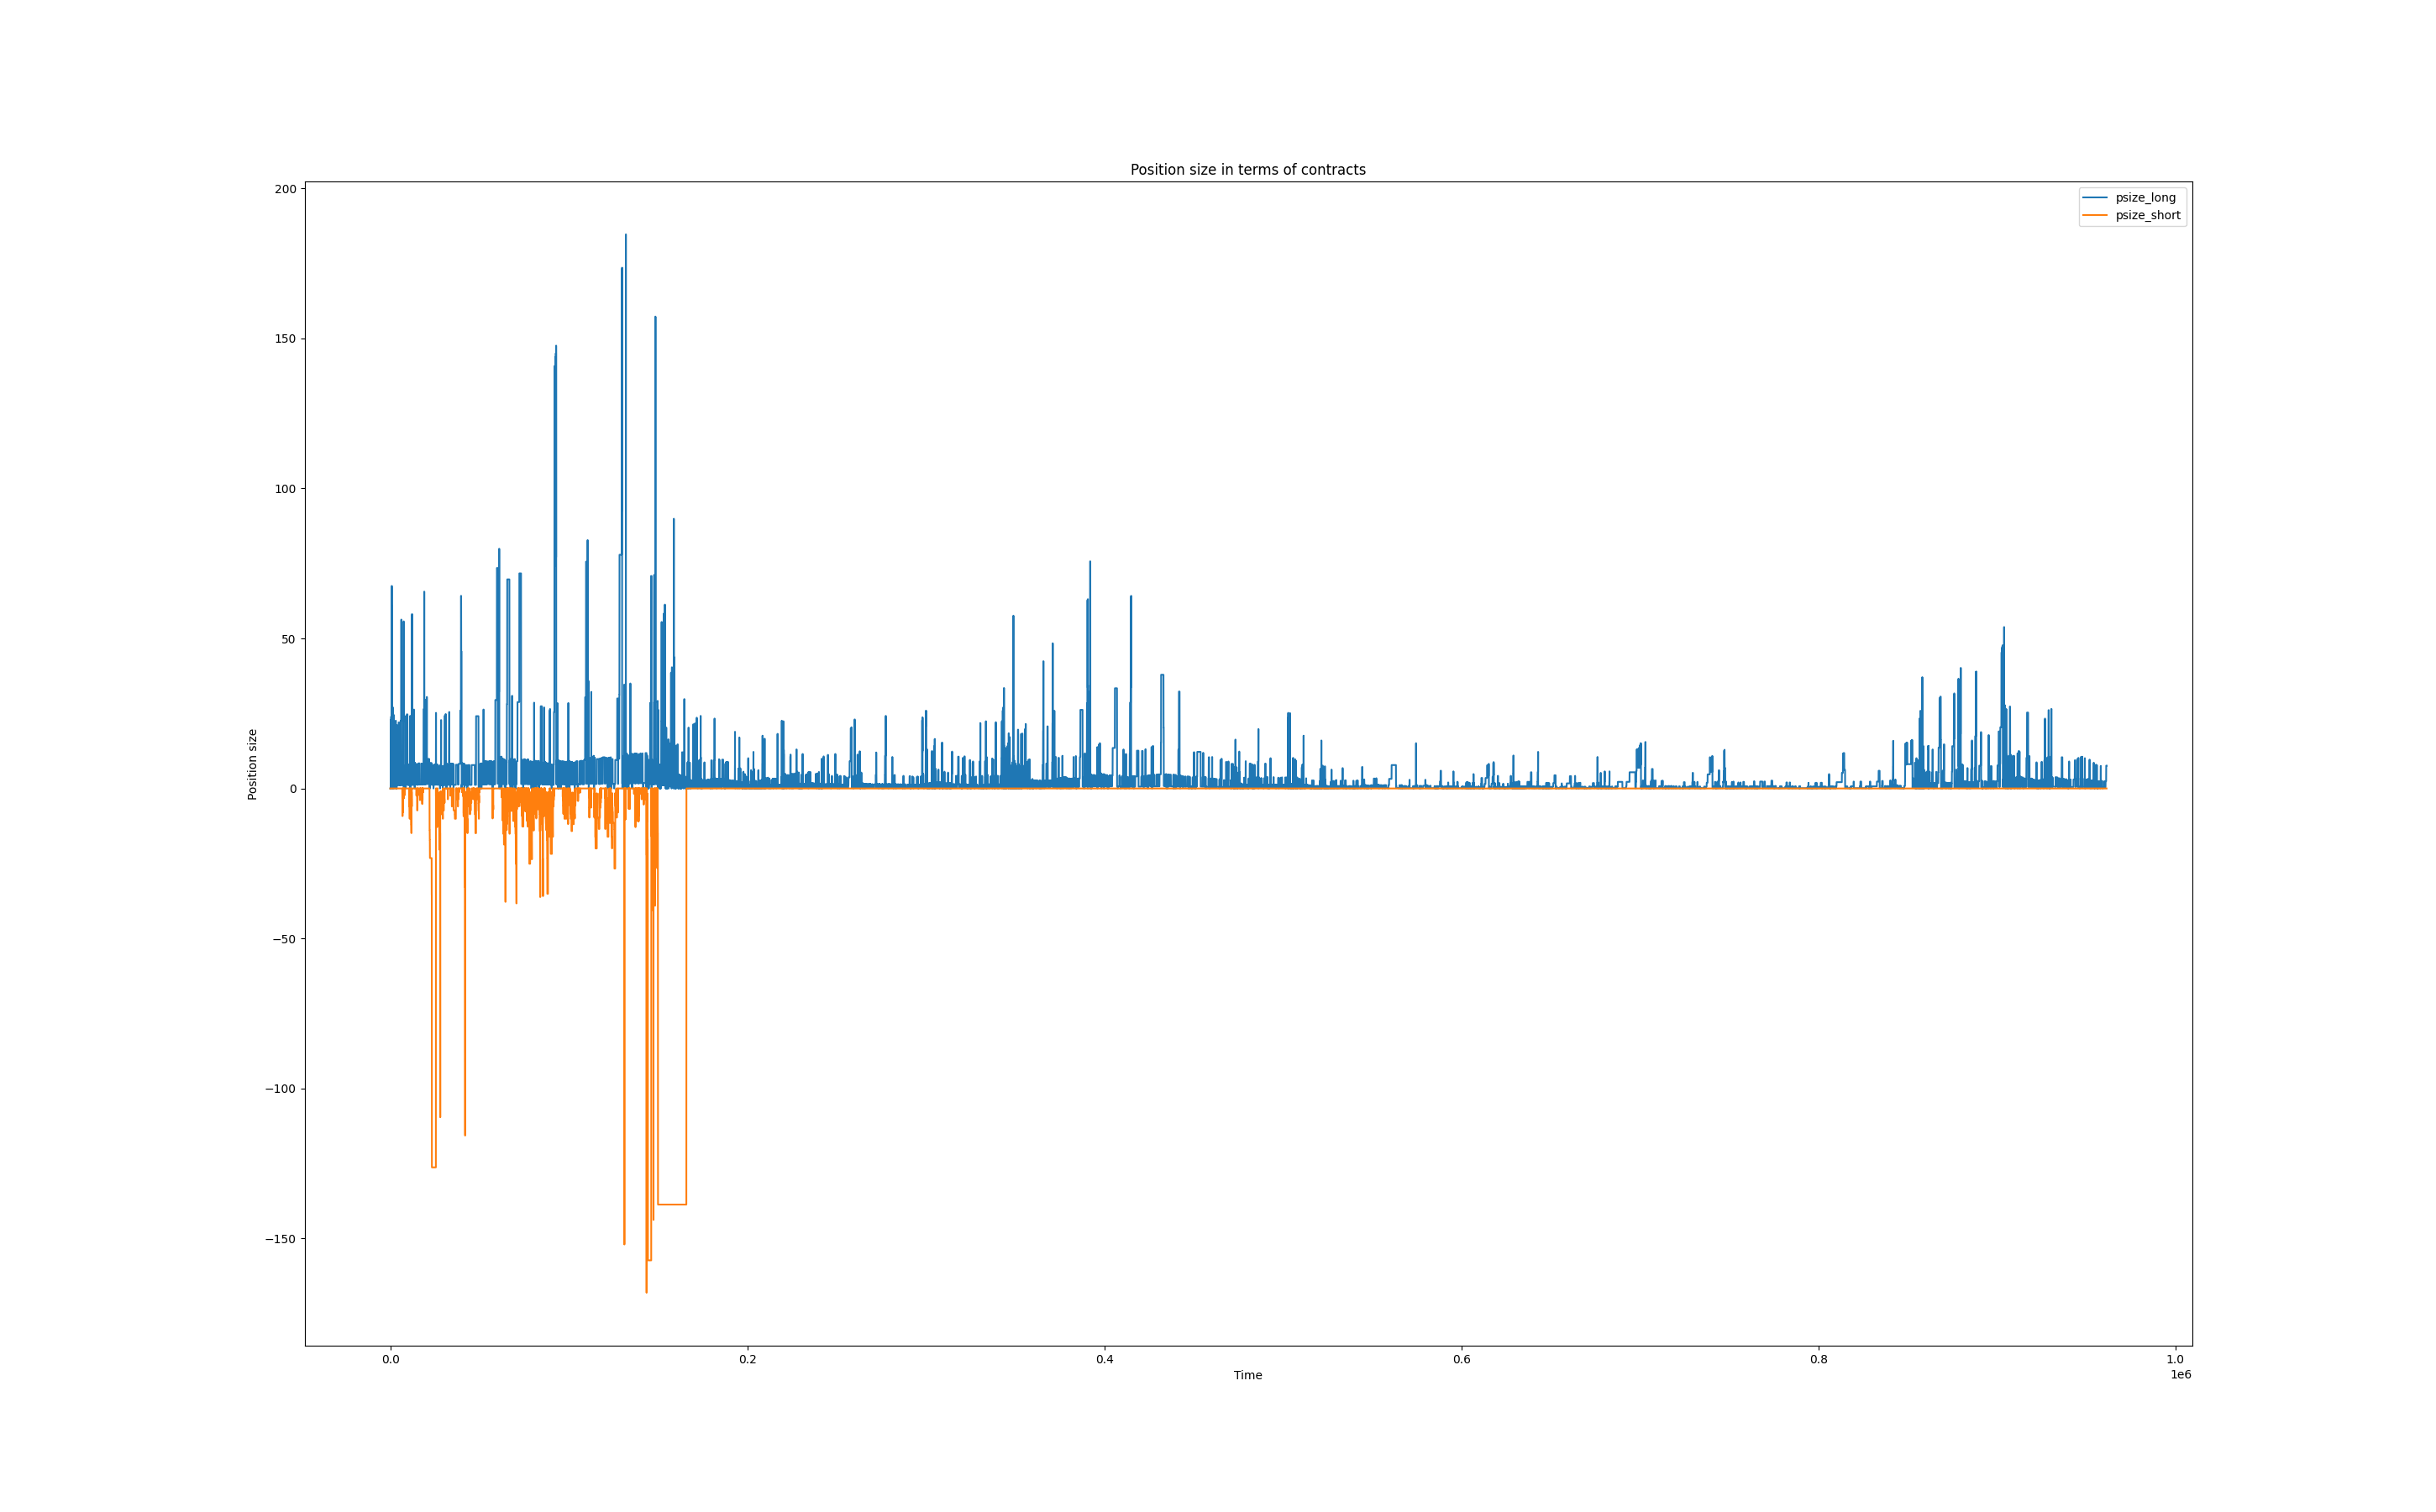 Position size in terms of contracts
psize_long
psize_short
Position size
200
150
100
50
0
−50
−100
−150
0.0
0.2
0.4
0.6
0.8
1.0
Time
1e6